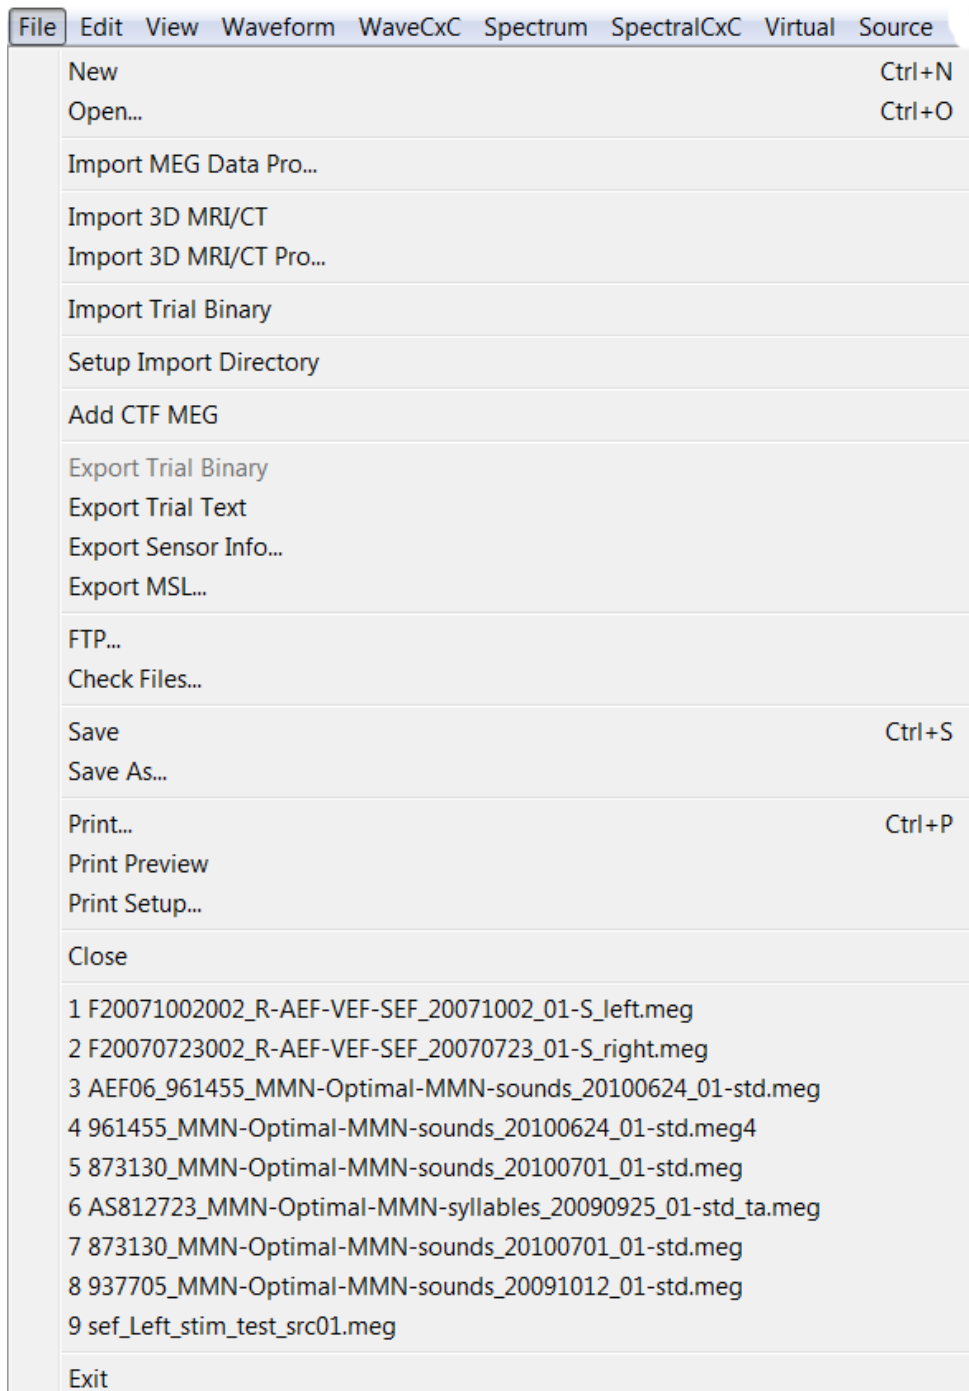 File Edit View Waveform WaveCxC Spectrum SpectralCxC Virtual Source
New Ctrl+N
Open... Ctrl+O
Import MEG Data Pro...
Import 3D MRI/CT
Import 3D MRI/CT Pro...
Import Trial Binary
Setup Import Directory
Add CTF MEG
Export Trial Binary
Export Trial Text
Export Sensor Info...
Export MSL...
FTP...
Check Files...
Save Ctrl+S
Save As...
Print... Ctrl+P
Print Preview
Print Setup...
Close
1 F20071002002_R-AEF-VEF-SEF_20071002_01-S_left.meg
2 F20070723002_R-AEF-VEF-SEF_20070723_01-S_right.meg
3 AEF06_961455_MMN-Optimal-MMN-sounds_20100624_01-std.meg
4 961455_MMN-Optimal-MMN-sounds_20100624_01-std.meg4
5 873130_MMN-Optimal-MMN-sounds_20100701_01-std.meg
6 AS812723_MMN-Optimal-MMN-syllables_20090925_01-std_ta.meg
7 873130_MMN-Optimal-MMN-sounds_20100701_01-std.meg
8 937705_MMN-Optimal-MMN-sounds_20091012_01-std.meg
9 sef_Left_stim_test_src01.meg
Exit